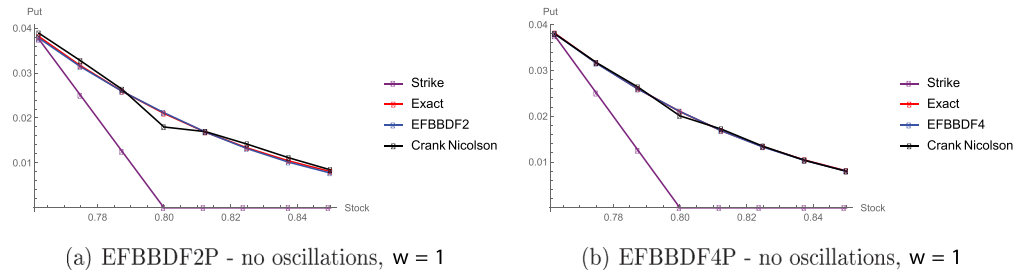 Put
0.04
0.03
0.02
0.01
0.78
0.80
0.82
0.84
Stock
Strike
Exact
EFBBDF2
Crank Nicolson
(a) EFBBDF2P - no oscillations, w = 1
Put
0.04
0.03
0.02
0.01
0.78
0.80
0.82
0.84
Stock
Strike
Exact
EFBBDF4
Crank Nicolson
(b) EFBBDF4P - no oscillations, w = 1